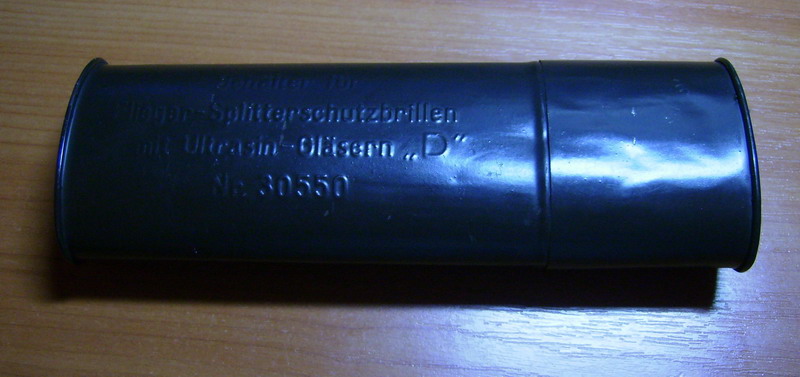 Behälter für
Flieger-Splitterschutzbrillen
mit Ultrasin-Gläsern „D“
Nr. 30550